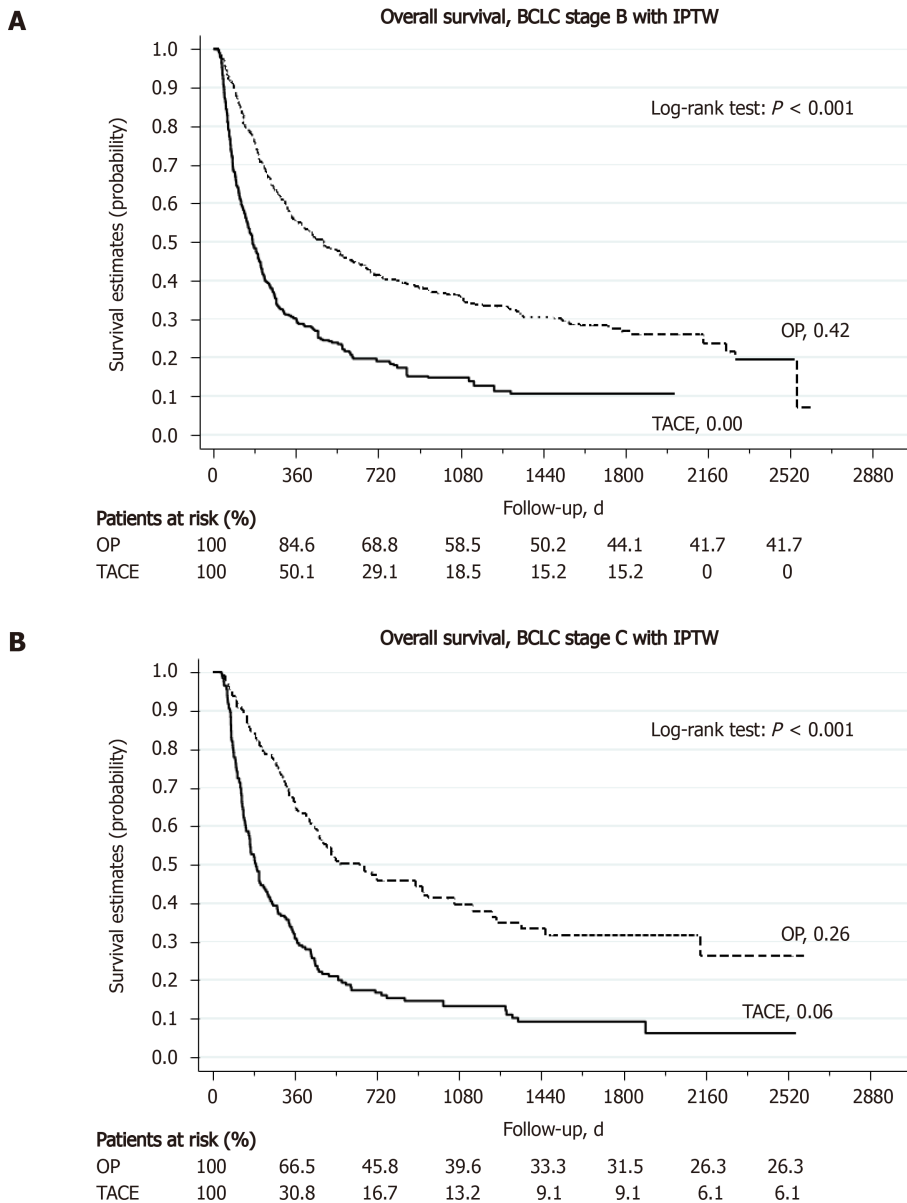 A
Overall survival, BCLC stage B with IPTW
Log-rank test: P < 0.001
Survival estimates (probability)
1.0
0.9
0.8
0.7
0.6
0.5
0.4
0.3
0.2
0.1
0.0
OP, 0.42
TACE, 0.00
0 360 720 1080 1440 1800 2160 2520 2880
Follow-up, d
Patients at risk (%)
OP 100 84.6 68.8 58.5 50.2 44.1 41.7 41.7
TACE 100 50.1 29.1 18.5 15.2 15.2 0 0
B
Overall survival, BCLC stage C with IPTW
Log-rank test: P < 0.001
Survival estimates (probability)
1.0
0.9
0.8
0.7
0.6
0.5
0.4
0.3
0.2
0.1
0.0
OP, 0.26
TACE, 0.06
0 360 720 1080 1440 1800 2160 2520 2880
Follow-up, d
Patients at risk (%)
OP 100 66.5 45.8 39.6 33.3 31.5 26.3 26.3
TACE 100 30.8 16.7 13.2 9.1 9.1 6.1 6.1